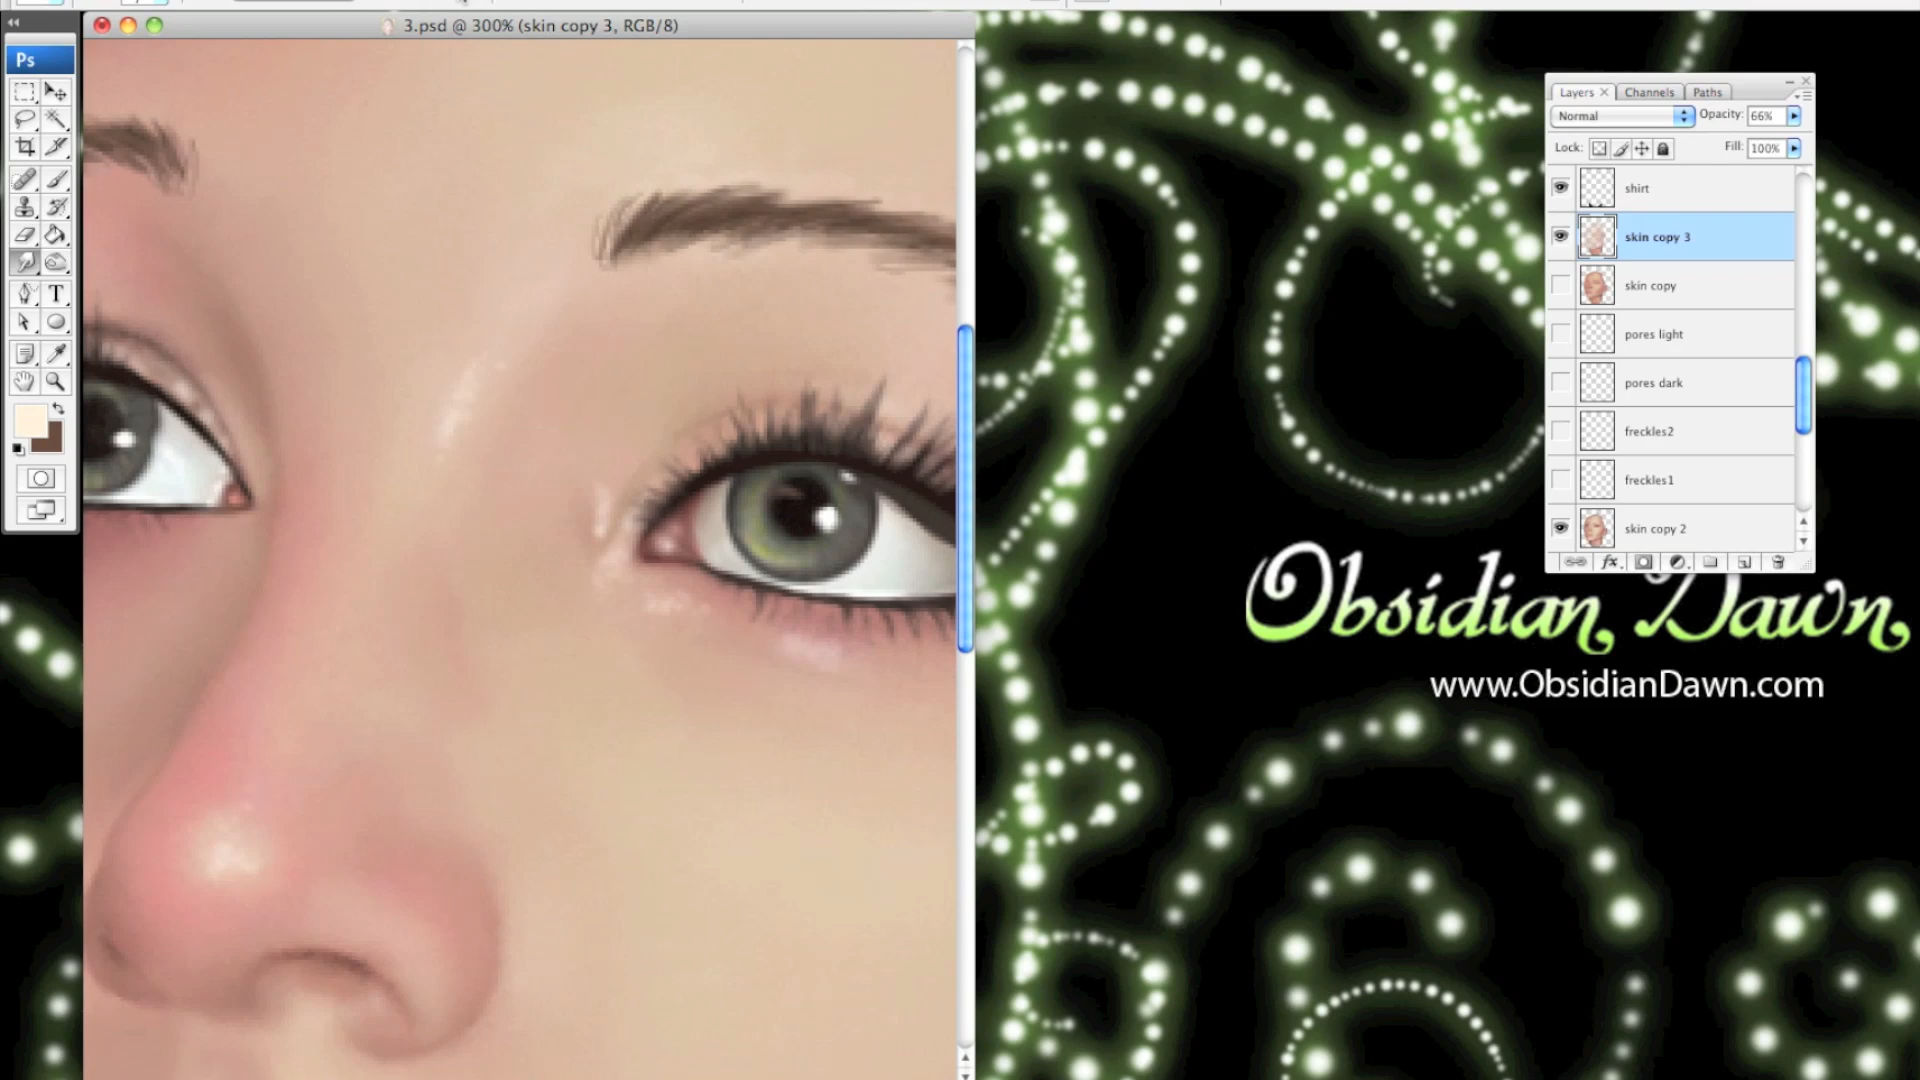 3.psd @ 300% (skin copy 3, RGB/8)
Ps
T
Layers
Channels
Paths
Normal
Opacity: 66%
Lock:
Fill: 100%
shirt
skin copy 3
skin copy
pores light
pores dark
freckles2
freckles1
skin copy 2
fx
Obsidian Dawn
www.ObsidianDawn.com